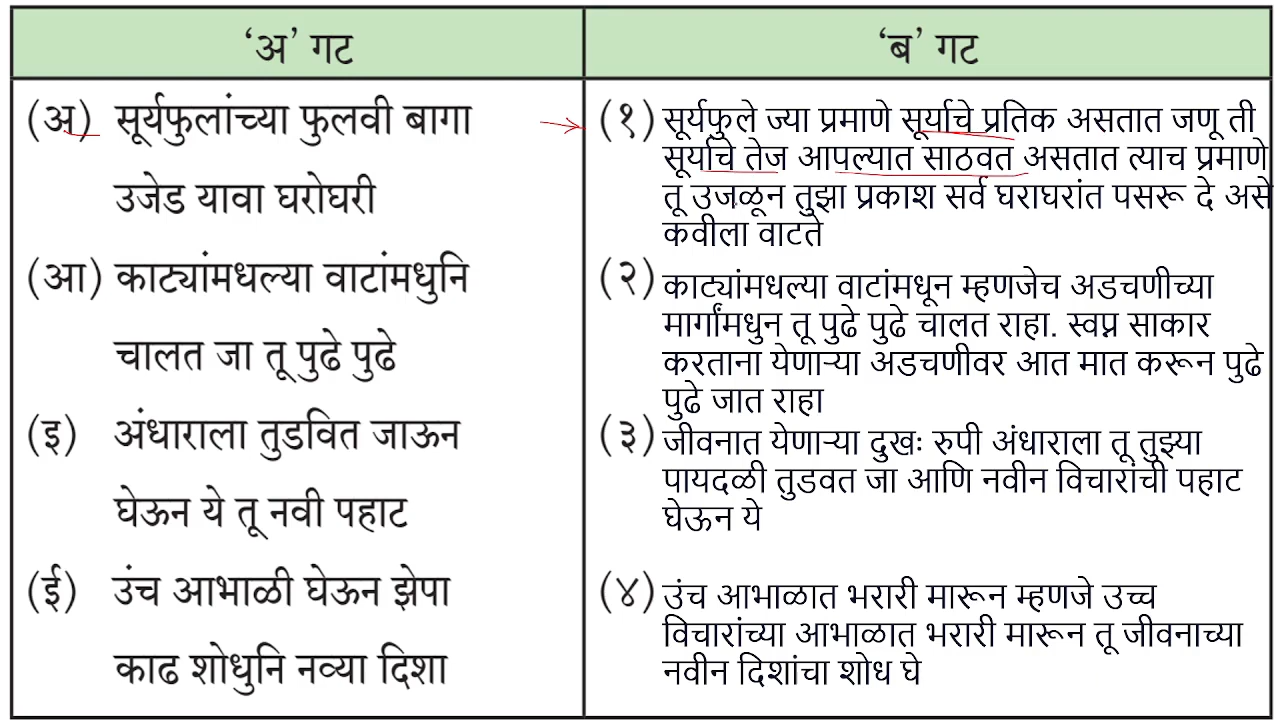 ‘अ’ गट
‘ब’ गट
(अ) सूर्यफुलांच्या फुलवी बागा
उजेड यावा घरोघरी
(१) सूर्यफुले ज्या प्रमाणे सूर्याचे प्रतिक असतात जणू ती
सूर्याचे तेज आपल्यात साठवत असतात त्याच प्रमाणे
तू उजळून तुझा प्रकाश सर्व घराघरांत पसरू दे असे
कवीला वाटते
(आ) काट्यांमधल्या वाटांमधुनि
चालत जा तू पुढे पुढे
(२) काट्यांमधल्या वाटांमधून म्हणजेच अडचणीच्या
मार्गांमधुन तू पुढे पुढे चालत राहा. स्वप्न साकार
करताना येणाऱ्या अडचणीवर आत मात करून पुढे
पुढे जात राहा
(इ) अंधाराला तुडवित जाऊन
घेऊन ये तू नवी पहाट
(३) जीवनात येणाऱ्या दुखः रुपी अंधाराला तू तुझ्या
पायदळी तुडवत जा आणि नवीन विचारांची पहाट
घेऊन ये
(ई) उंच आभाळी घेऊन झेपा
काढ शोधुनि नव्या दिशा
(४) उंच आभाळात भरारी मारून म्हणजे उच्च
विचारांच्या आभाळात भरारी मारून तू जीवनाच्या
नवीन दिशांचा शोध घे